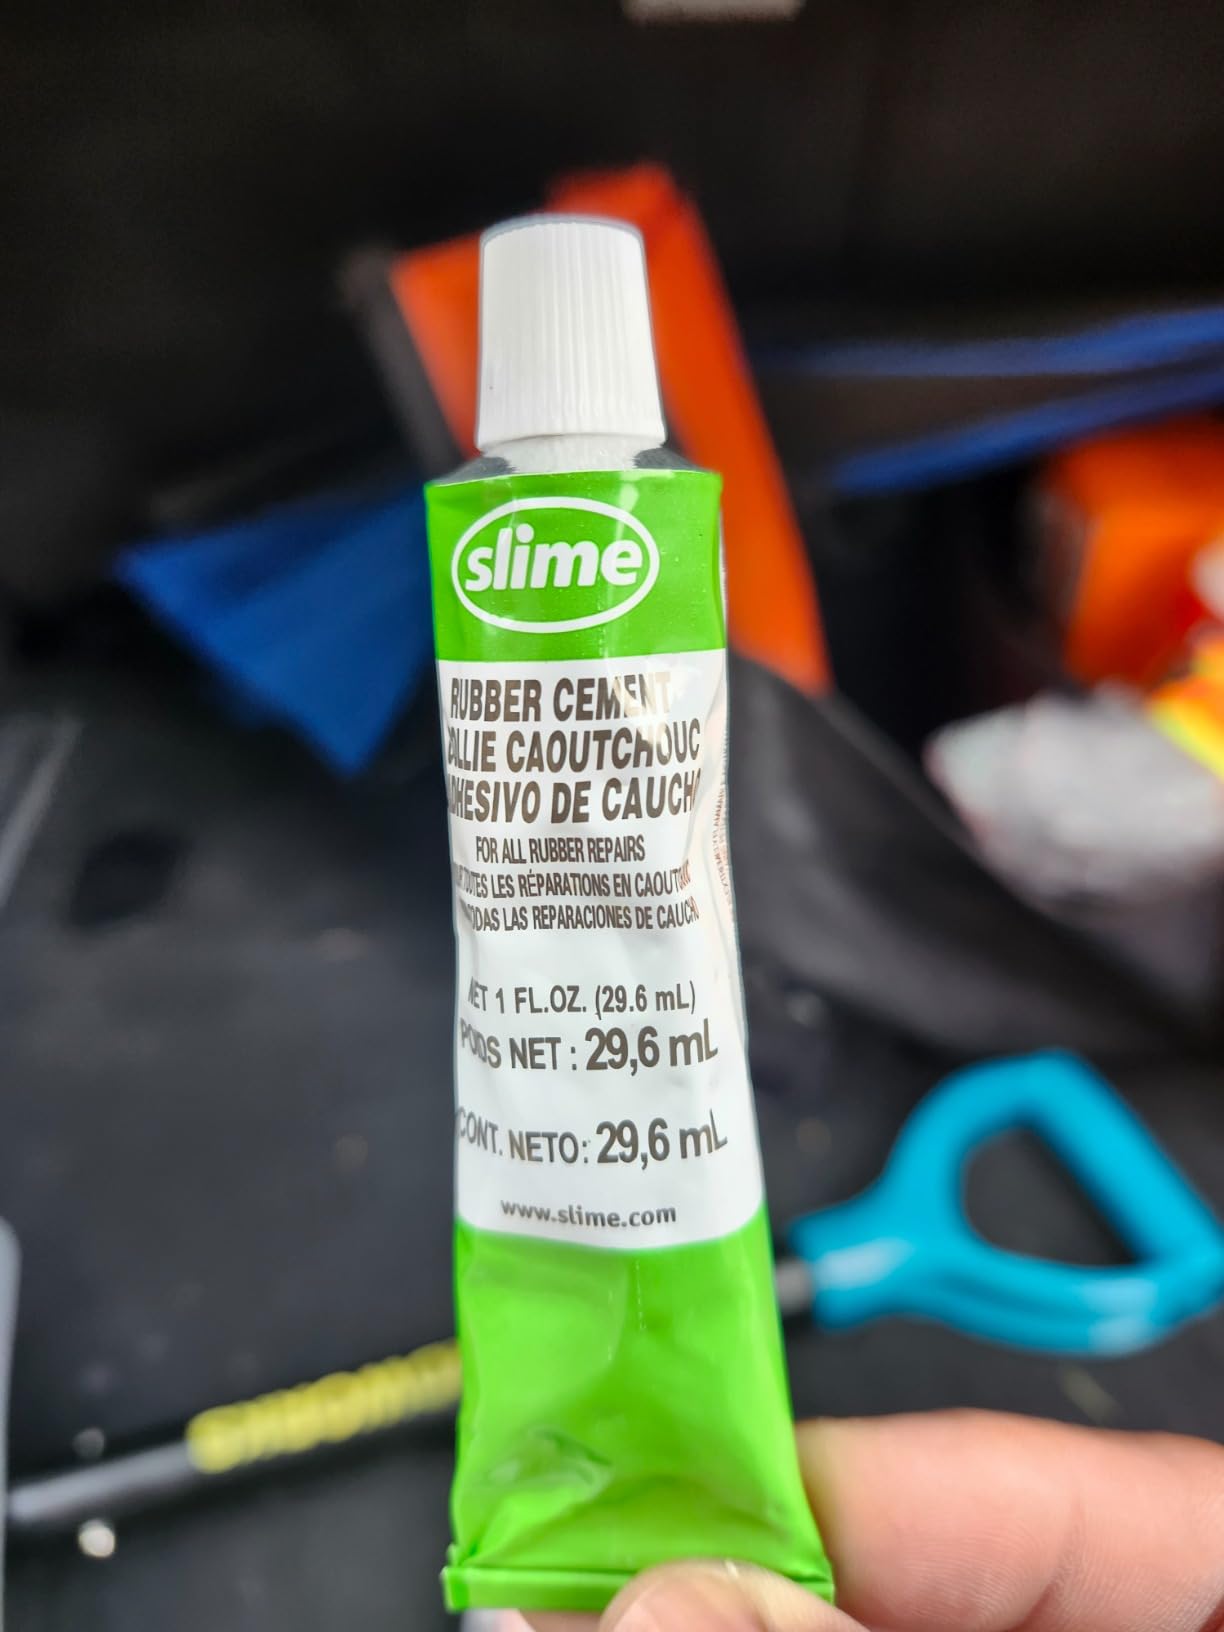 slime
RUBBER CEMENT
COLLE CAOUTCHOUC
ADHESIVO DE CAUCHO
FOR ALL RUBBER REPAIRS
TOUTES LES RÉPARATIONS EN CAOUTCHOUC
TODAS LAS REPARACIONES DE CAUCHO
NET 1 FL.OZ. (29.6 mL)
POIDS NET : 29,6 mL
CONT. NETO: 29,6 mL
www.slime.com